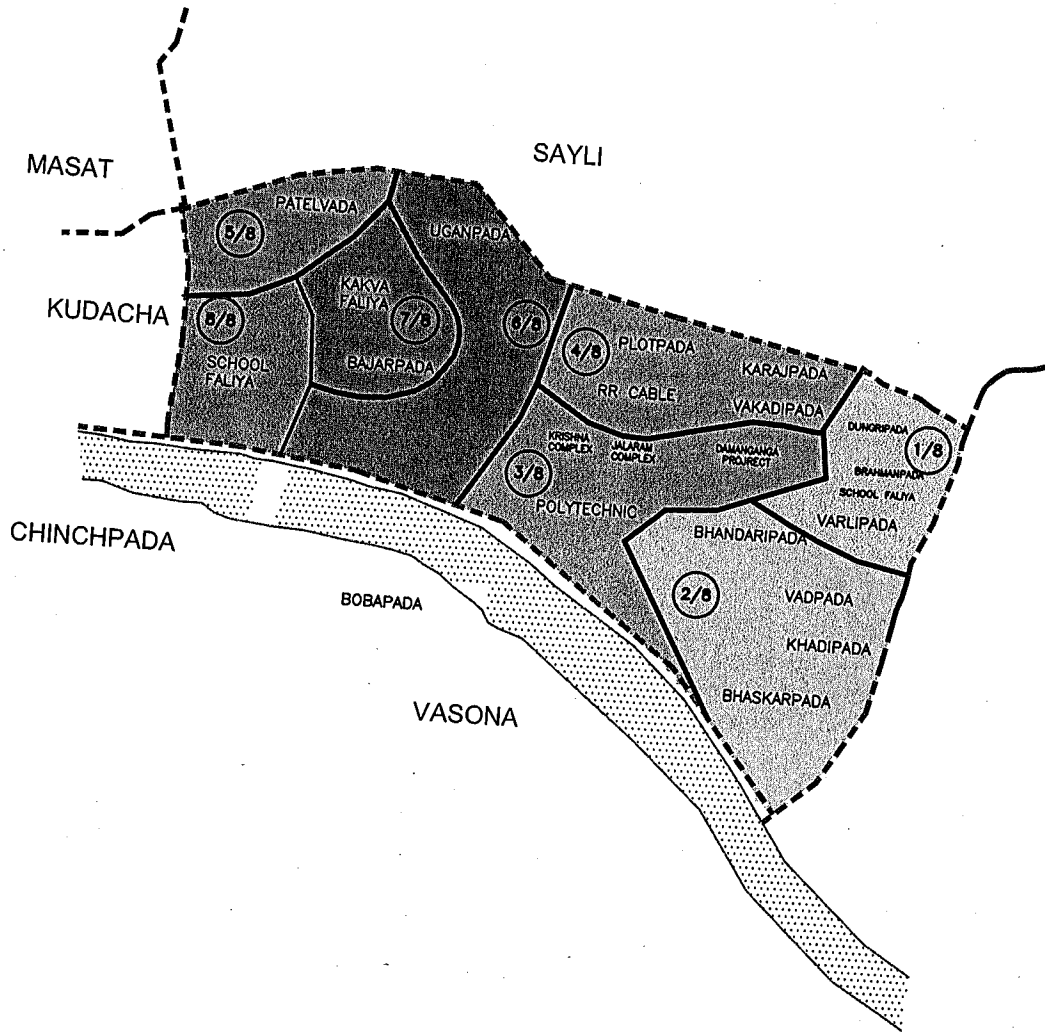 SAYLI
MASAT
PATELVADA
5/8
UGANPADA
KUDACHA
8/8
KAKVA
FALIYA
7/8
6/8
SCHOOL
FALIYA
BAJARPADA
4/8
PLOTPADA
RR. CABLE
KARAJPADA
VAKADIPADA
DUNGRIPADA
1/8
BRAHMANPADA
SCHOOL FALIYA
VARLIPADA
KRISHNA
COMPLEX
JALARAM
COMPLEX
DAMANGANGA
PROJRECT
3/8
POLYTECHNIC
BHANDARIPADA
2/8
VADPADA
KHADIPADA
BHASKARPADA
CHINCHPADA
BOBAPADA
VASONA